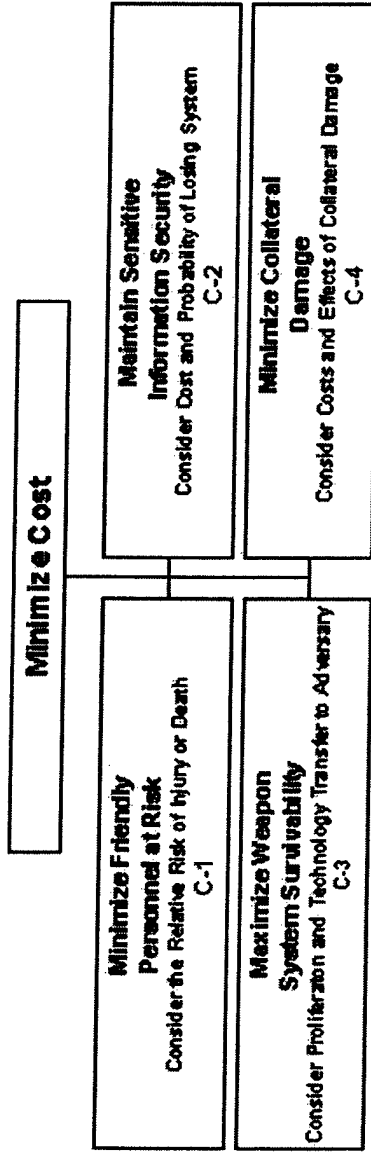 Minimize Cost
Minimize Friendly
Personnel at Risk
Consider the Relative Risk of Injury or Death
C-1
Maintain Sensitive
Information Security
Consider Cost and Probability of Losing System
C-2
Maximize Weapon
System Survivability
Consider Proliferaton and Technology Transfer to Adversary
C-3
Minimize Collateral
Damage
Consider Costs and Effects of Collateral Damage
C-4